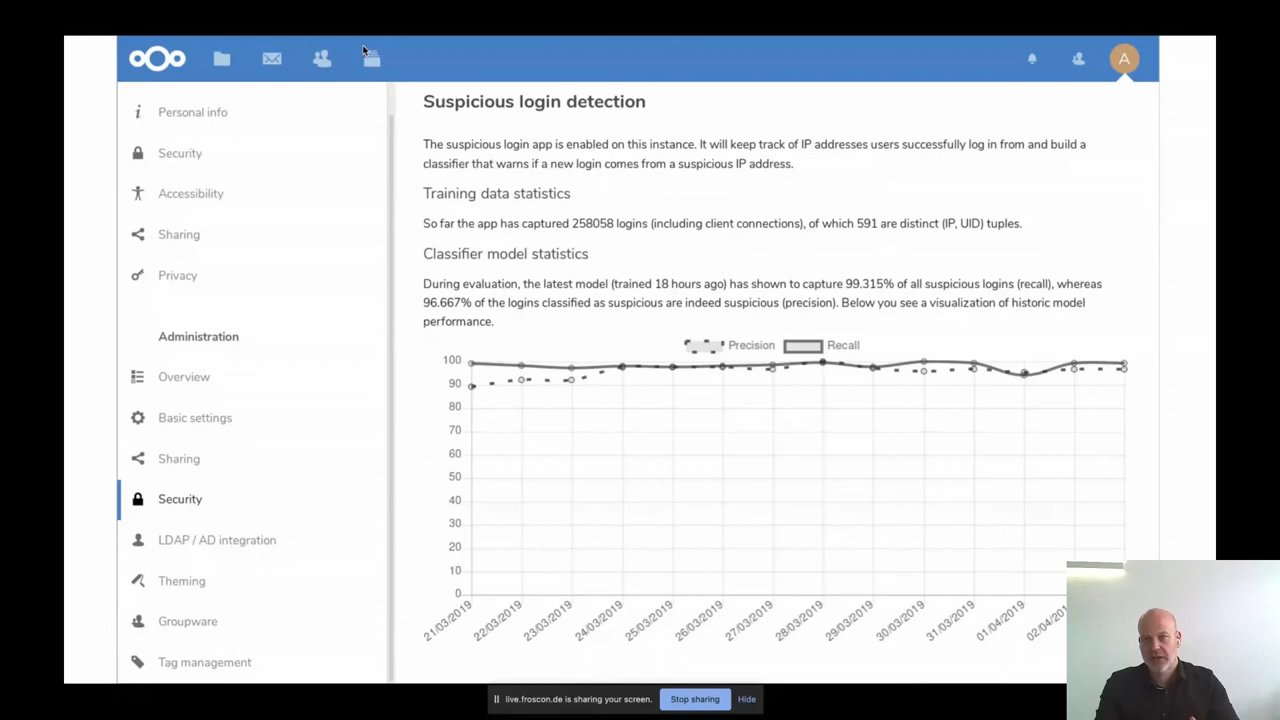 A
Personal info
Security
Accessibility
Sharing
Privacy
Administration
Overview
Basic settings
Sharing
Security
LDAP / AD integration
Theming
Groupware
Tag management
Suspicious login detection
The suspicious login app is enabled on this instance. It will keep track of IP addresses users successfully log in from and build a
classifier that warns if a new login comes from a suspicious IP address.
Training data statistics
So far the app has captured 258058 logins (including client connections), of which 591 are distinct (IP, UID) tuples.
Classifier model statistics
During evaluation, the latest model (trained 18 hours ago) has shown to capture 99.315% of all suspicious logins (recall), whereas
96.667% of the logins classified as suspicious are indeed suspicious (precision). Below you see a visualization of historic model
performance.
Precision Recall
100
90
80
70
60
50
40
30
20
10
0
21/03/2019 22/03/2019 23/03/2019 24/03/2019 25/03/2019 26/03/2019 27/03/2019 28/03/2019 29/03/2019 30/03/2019 31/03/2019 01/04/2019
live.froscon.de is sharing your screen. Stop sharing Hide